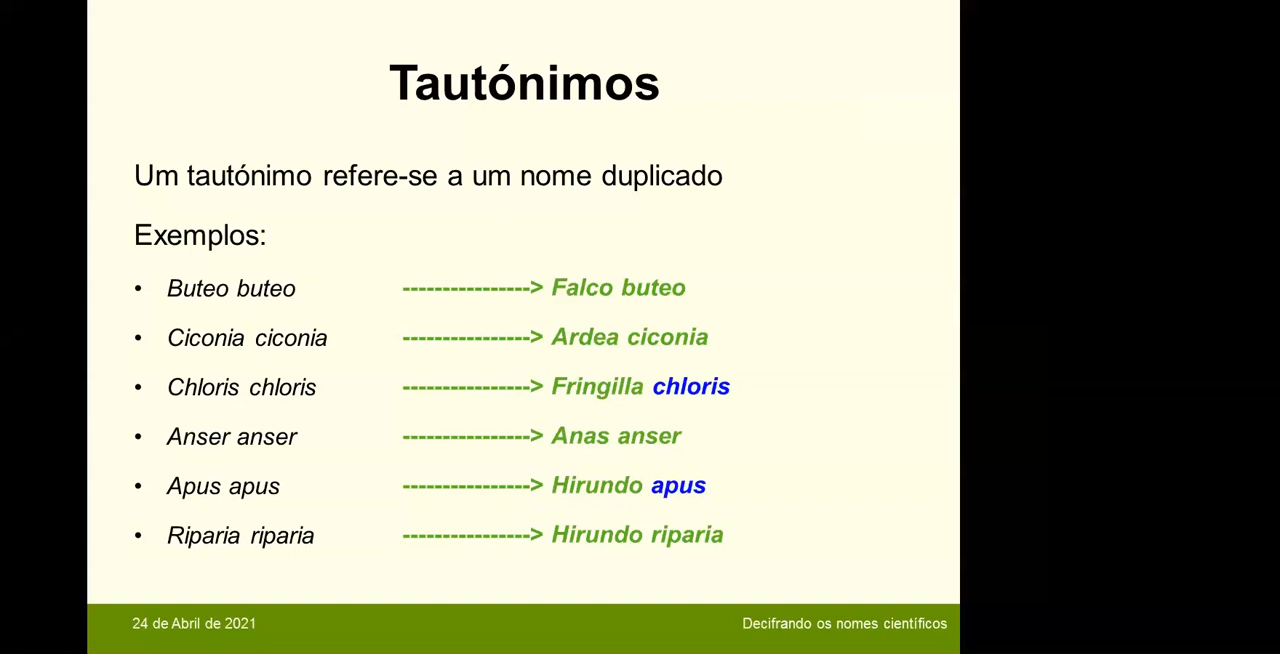 Tautónimos
Um tautónimo refere-se a um nome duplicado
Exemplos:
• Buteo buteo ----------------> Falco buteo
• Ciconia ciconia ----------------> Ardea ciconia
• Chloris chloris ----------------> Fringilla chloris
• Anser anser ----------------> Anas anser
• Apus apus ----------------> Hirundo apus
• Riparia riparia ----------------> Hirundo riparia
24 de Abril de 2021 Decifrando os nomes científicos